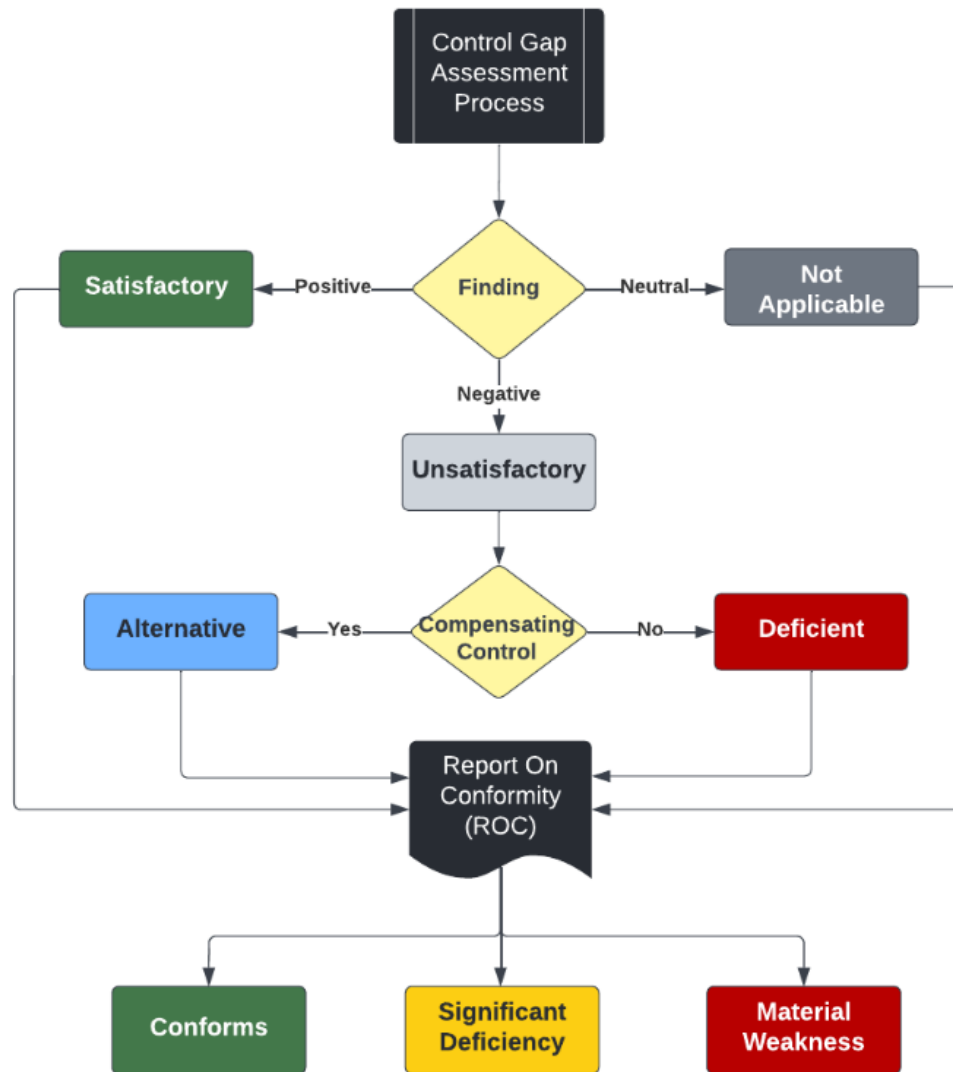 Control Gap
Assessment
Process
Satisfactory
Positive
Finding
Neutral
Not
Applicable
Negative
Unsatisfactory
Alternative
Yes
Compensating
Control
No
Deficient
Report On
Conformity
(ROC)
Conforms
Significant
Deficiency
Material
Weakness